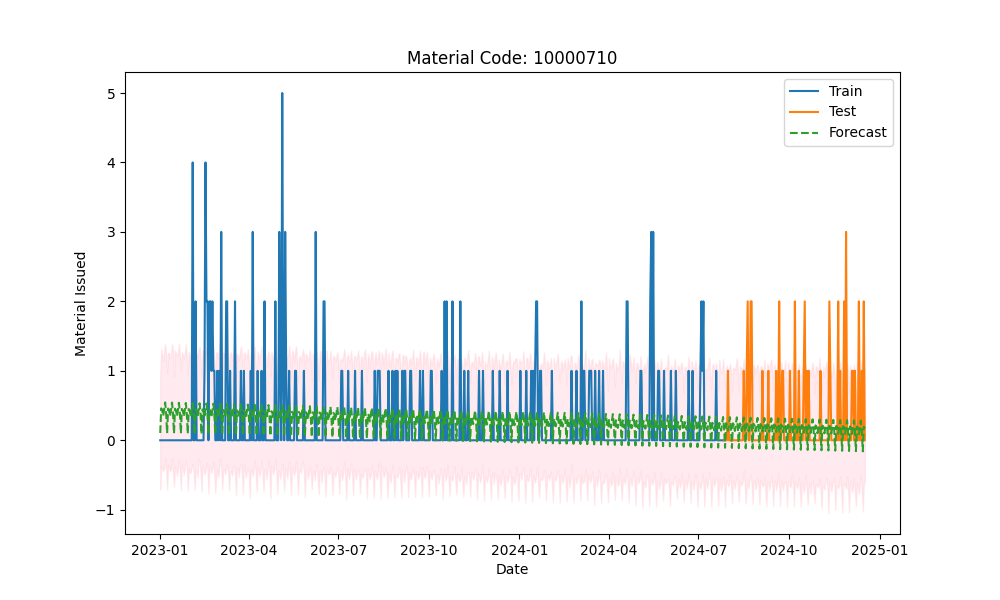 Material Code: 10000710
Train
Test
Forecast
5
4
3
2
1
0
−1
Material Issued
2023-01 2023-04 2023-07 2023-10 2024-01 2024-04 2024-07 2024-10 2025-01
Date